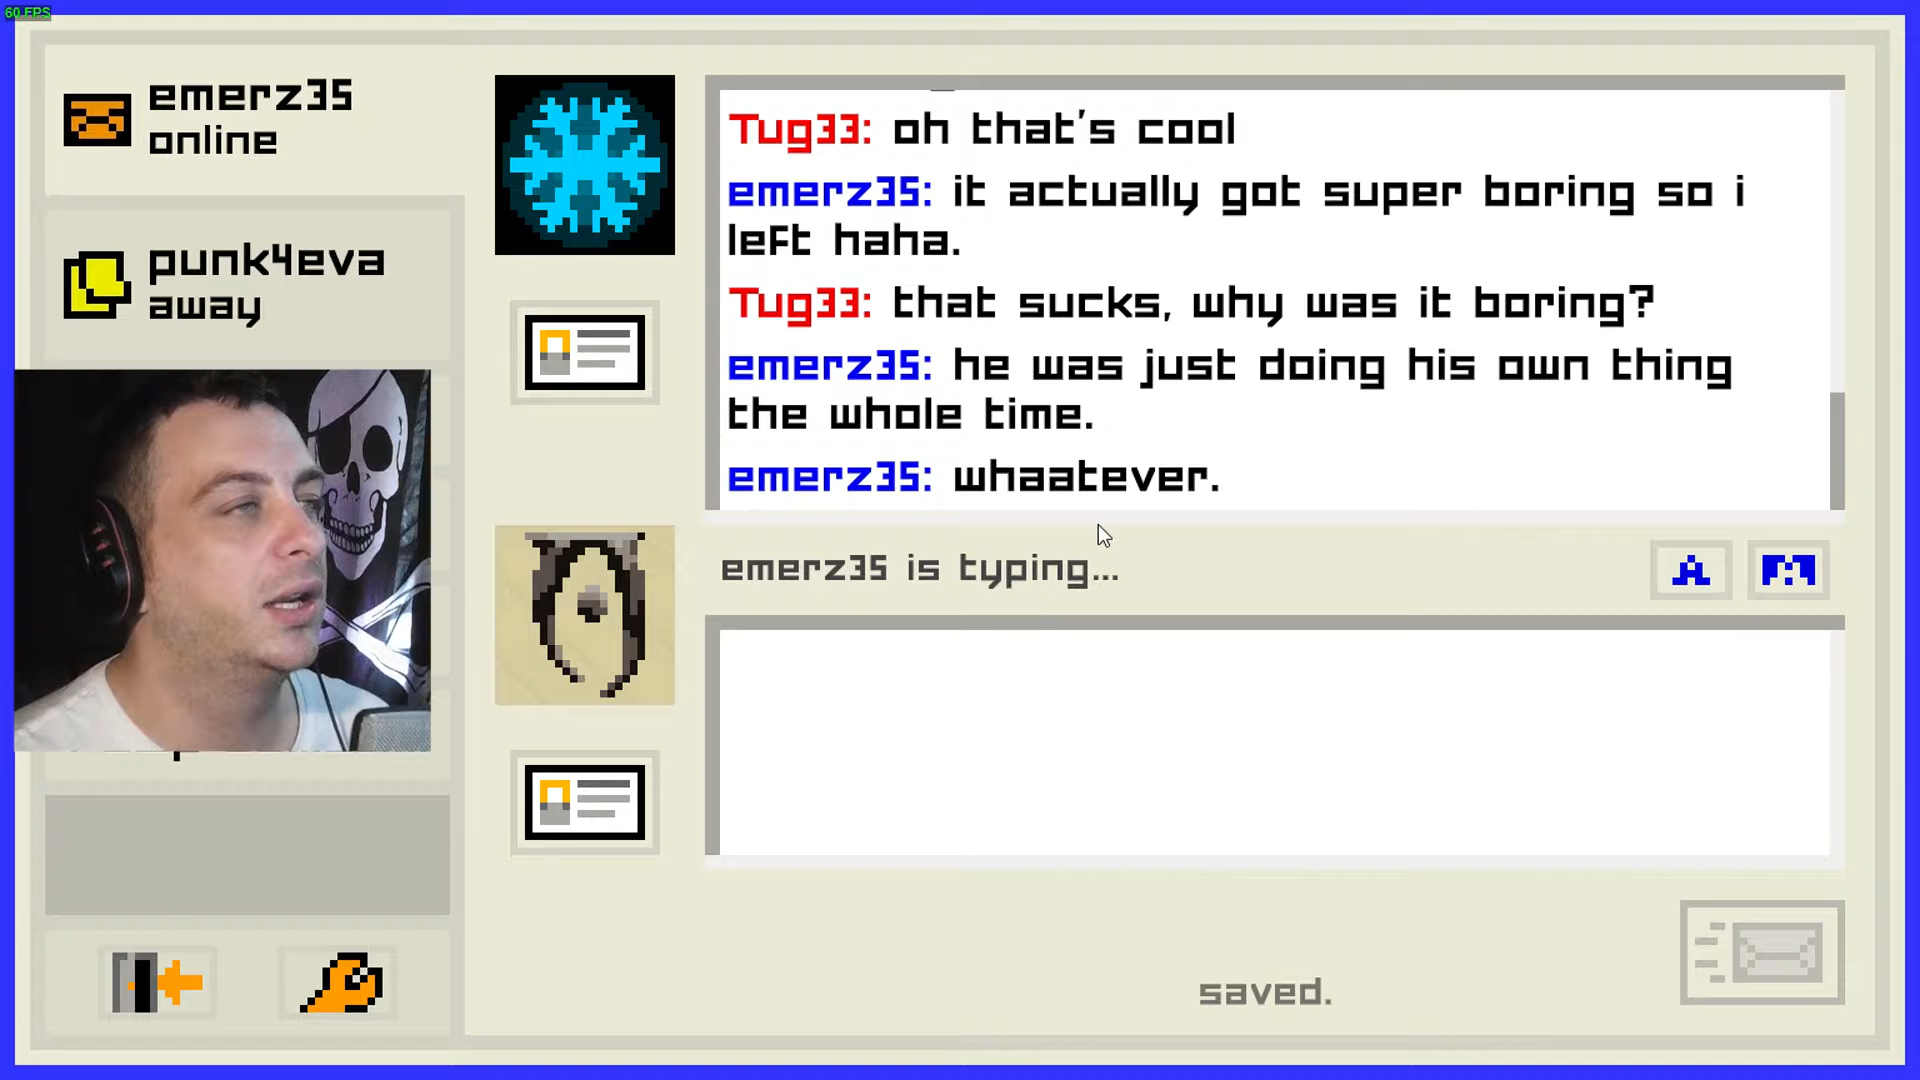 60 FPS
emerz35
online
punk4eva
away
Tug33: oh that's cool
emerz35: it actually got super boring so i
left haha.
Tug33: that sucks, why was it boring?
emerz35: he was just doing his own thing
the whole time.
emerz35: whaatever.
emerz35 is typing...
A
saved.